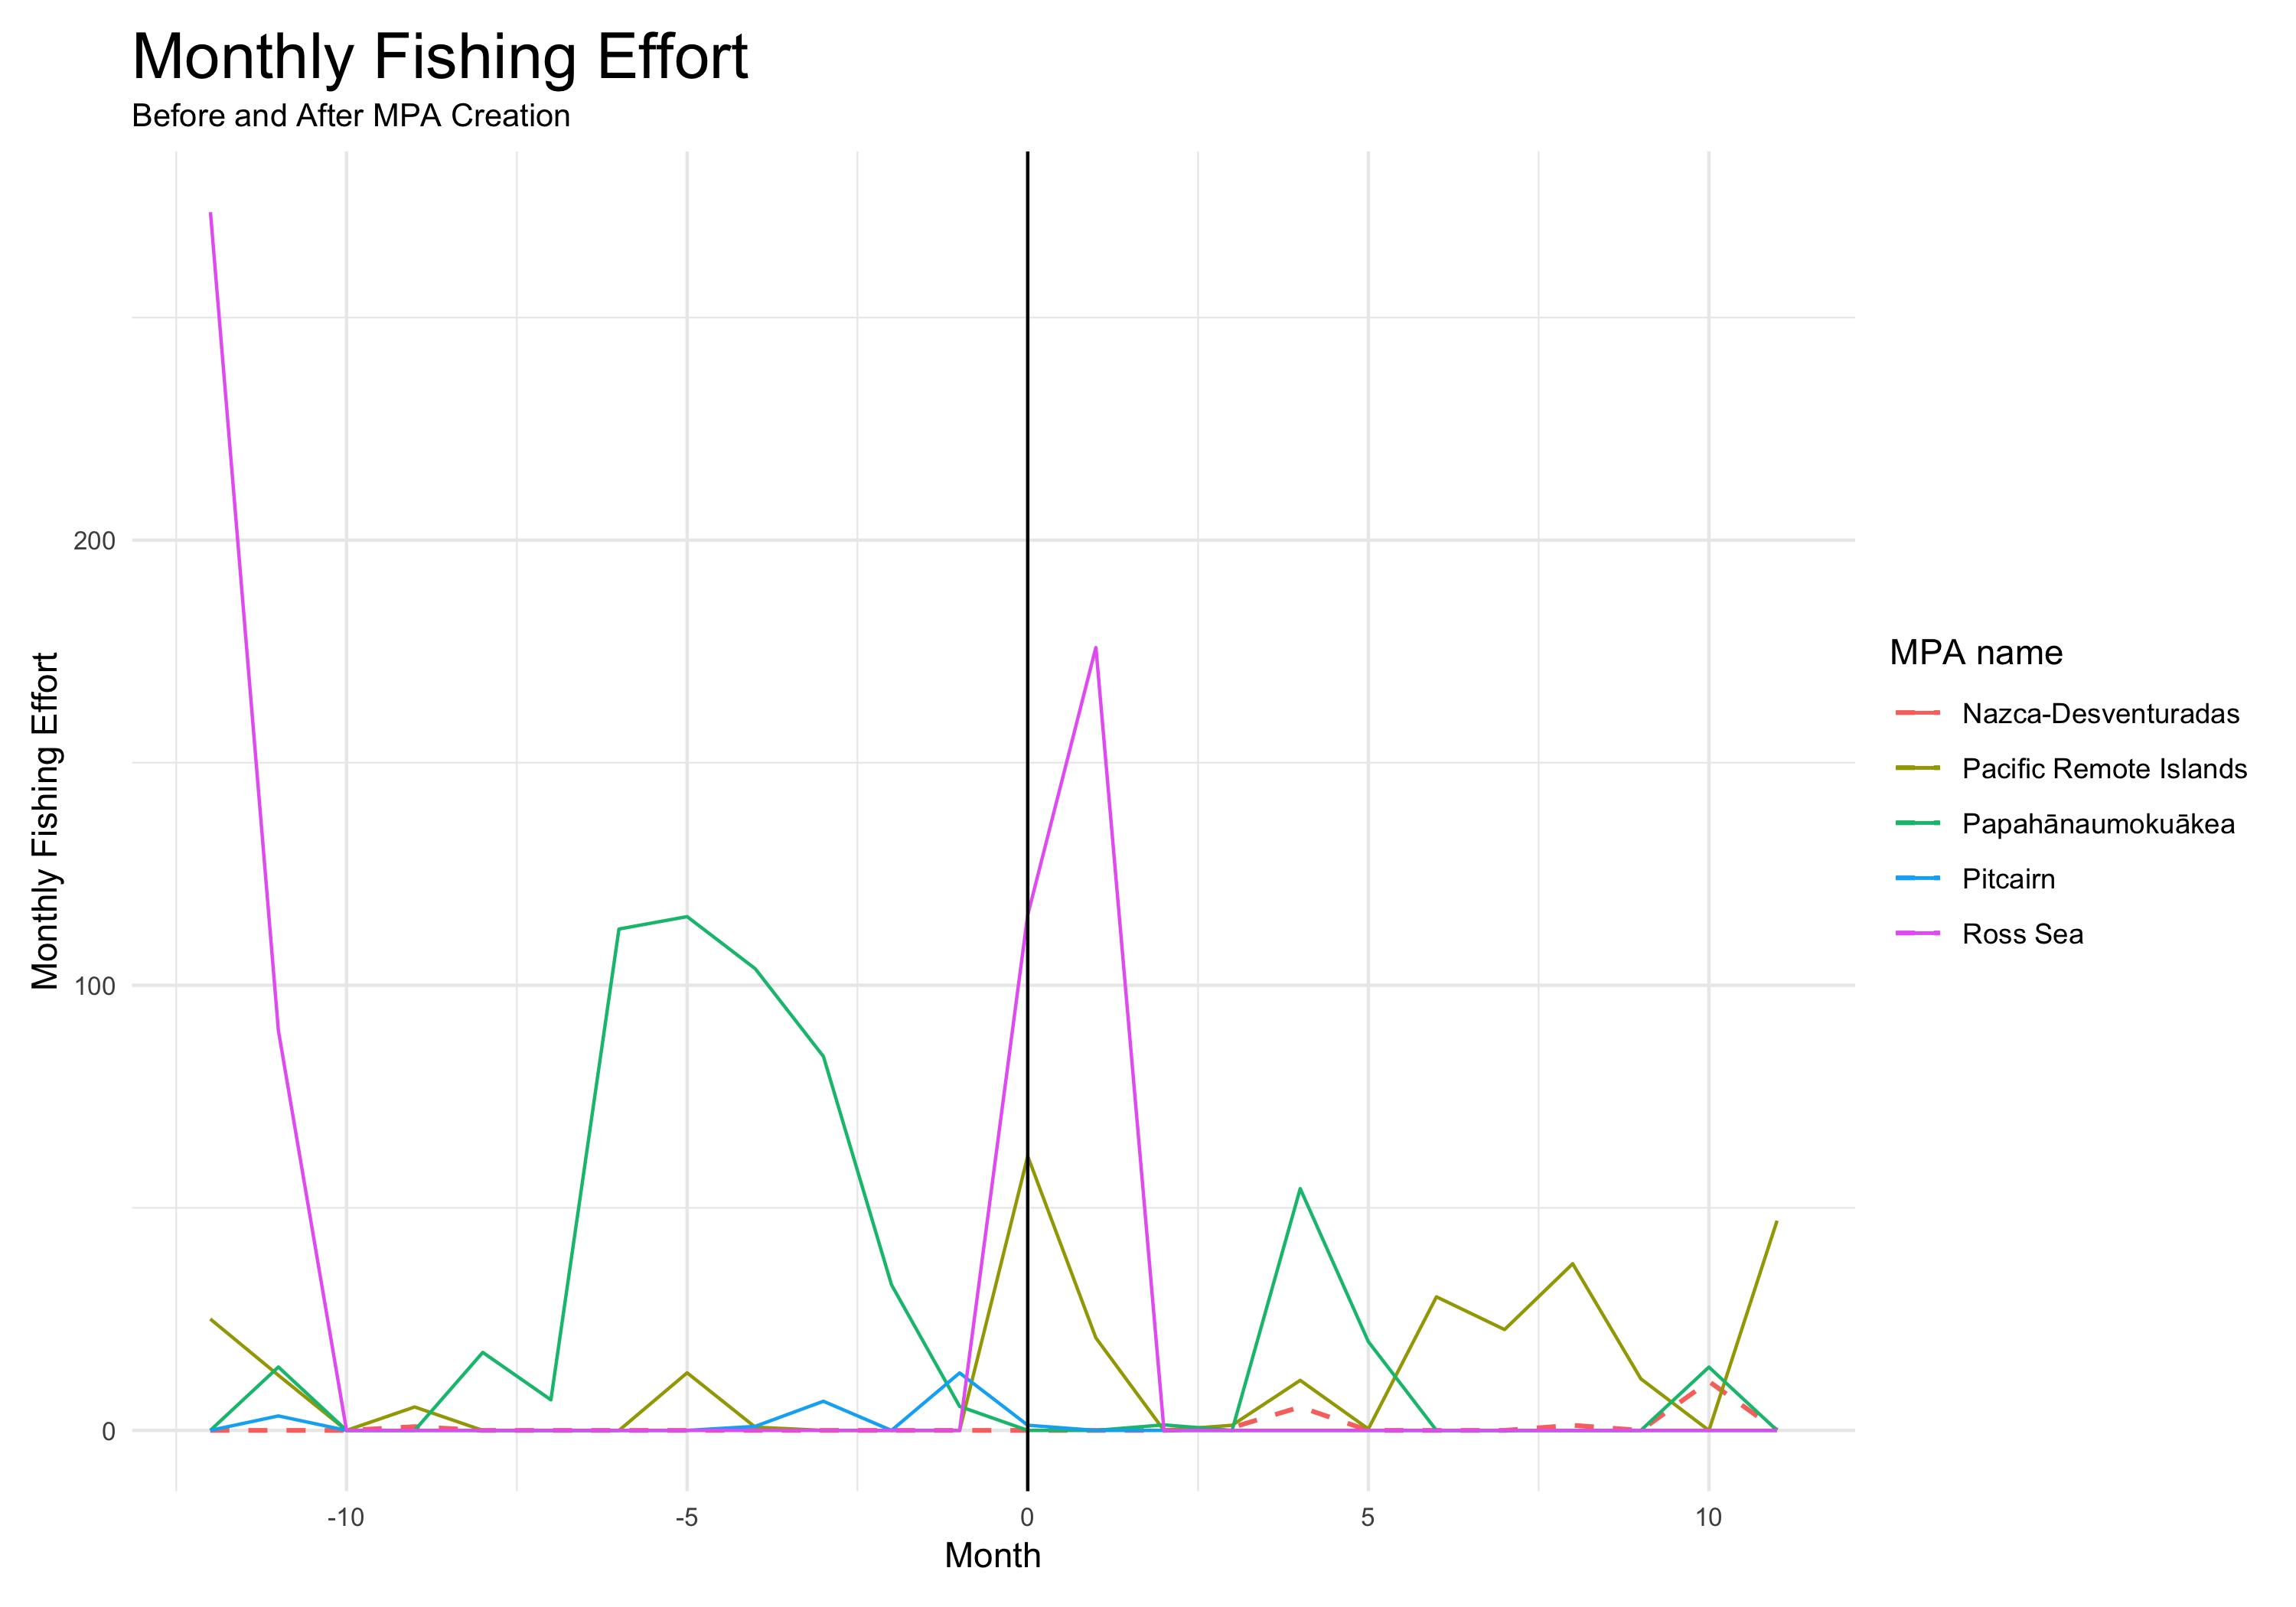 Monthly Fishing Effort
Before and After MPA Creation
Monthly Fishing Effort
200
100
0
-10
-5
0
5
10
Month
MPA name
Nazca-Desventuradas
Pacific Remote Islands
Papahānaumokuākea
Pitcairn
Ross Sea